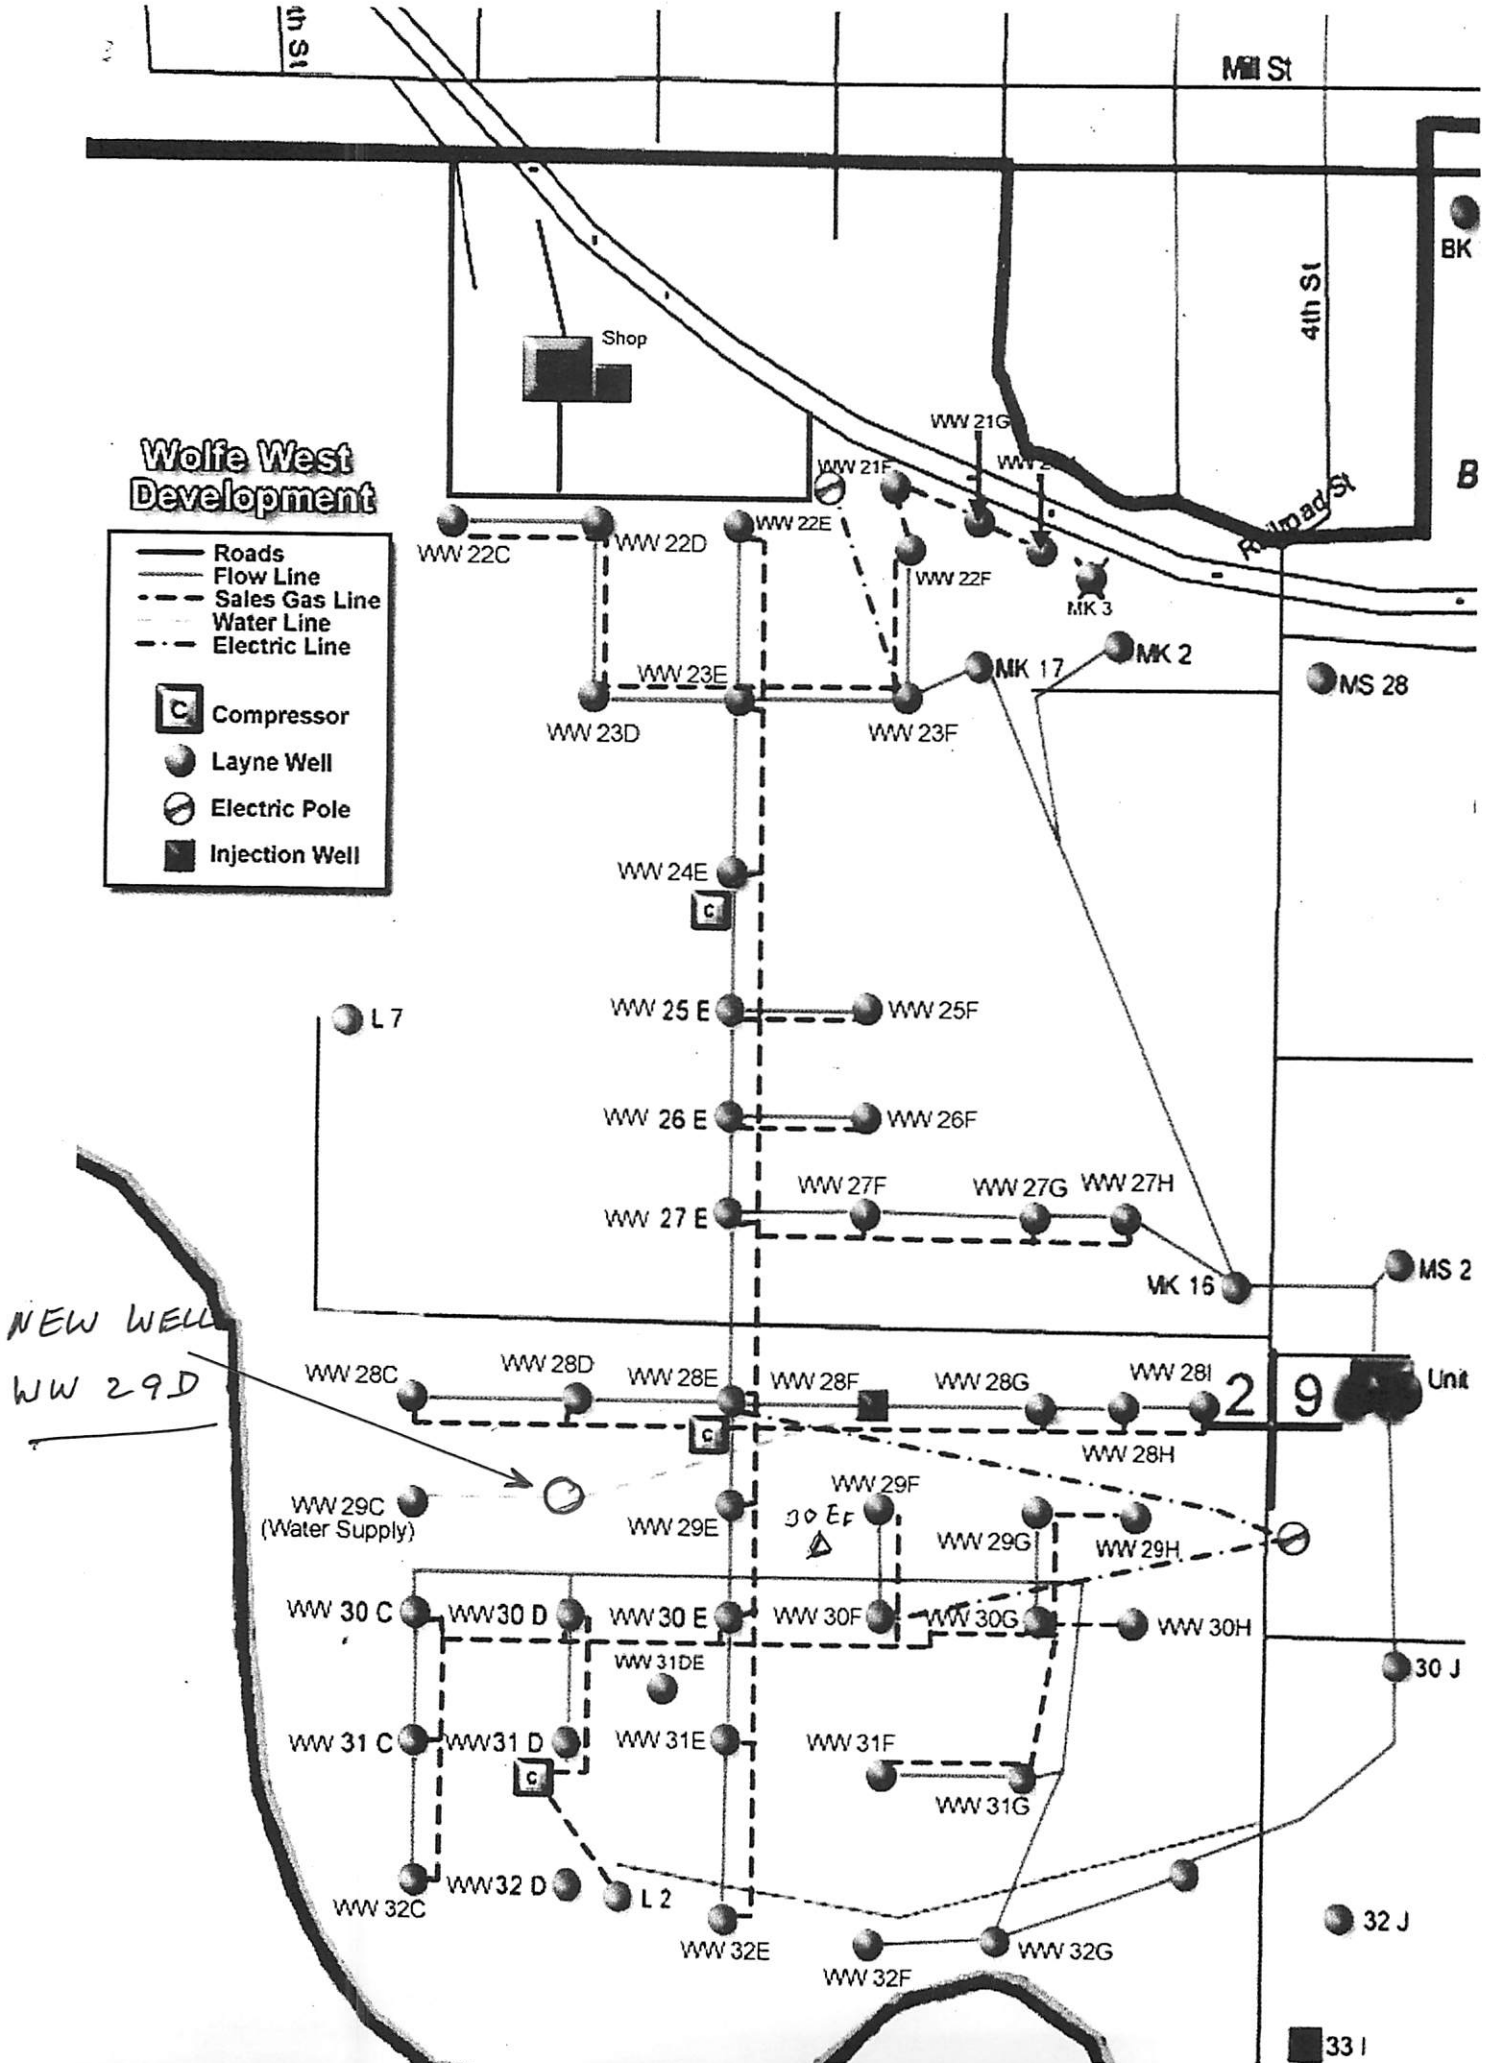 4th St
Mill St
BK
Shop
4th St
WW 21G
WW 21F
B
Railroad St
Wolfe West
Development
Roads
Flow Line
Sales Gas Line
Water Line
Electric Line
C Compressor
Layne Well
Electric Pole
Injection Well
WW 22C
WW 22D
WW 22E
WW 22F
MK 3
MK 2
WW 23E
MK 17
MS 28
WW 23D
WW 23F
WW 24E
C
L 7
WW 25 E
WW 25F
WW 26 E
WW 26F
WW 27 E
WW 27F
WW 27G
WW 27H
MK 16
MS 2
NEW WELL
WW 29D
WW 28C
WW 28D
WW 28E
WW 28F
WW 28G
WW 28I
29
Unit
C
WW 28H
WW 29C
(Water Supply)
WW 29E
30 EF
WW 29F
WW 29G
WW 29H
WW 30 C
WW 30 D
WW 30 E
WW 30F
WW 30G
WW 30H
WW 31DE
30 J
WW 31 C
WW 31 D
WW 31E
WW 31F
C
WW 31G
WW 32C
WW 32 D
L 2
WW 32E
WW 32F
WW 32G
32 J
33 I